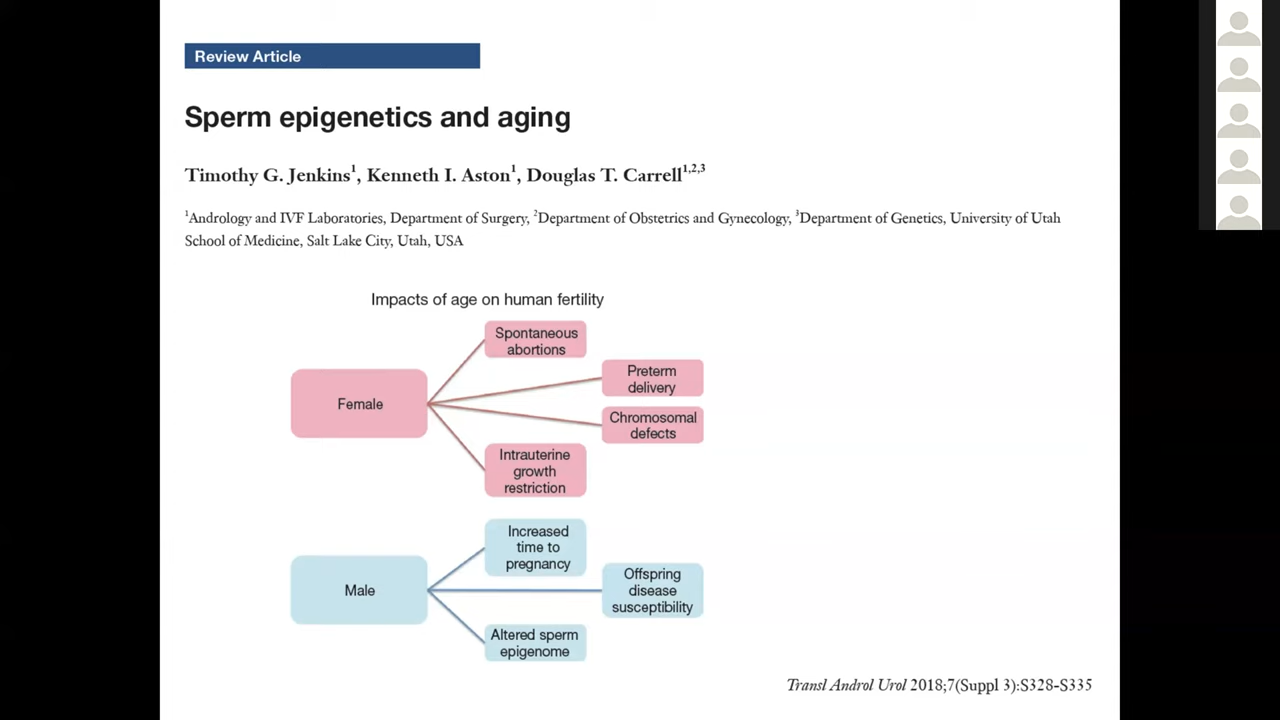 Review Article
Sperm epigenetics and aging
Timothy G. Jenkins1, Kenneth I. Aston1, Douglas T. Carrell1,2,3
1Andrology and IVF Laboratories, Department of Surgery, 2Department of Obstetrics and Gynecology, 3Department of Genetics, University of Utah
School of Medicine, Salt Lake City, Utah, USA
Impacts of age on human fertility
Female
Spontaneous
abortions
Preterm
delivery
Chromosomal
defects
Intrauterine
growth
restriction
Male
Increased
time to
pregnancy
Offspring
disease
susceptibility
Altered sperm
epigenome
Transl Androl Urol 2018;7(Suppl 3):S328-S335